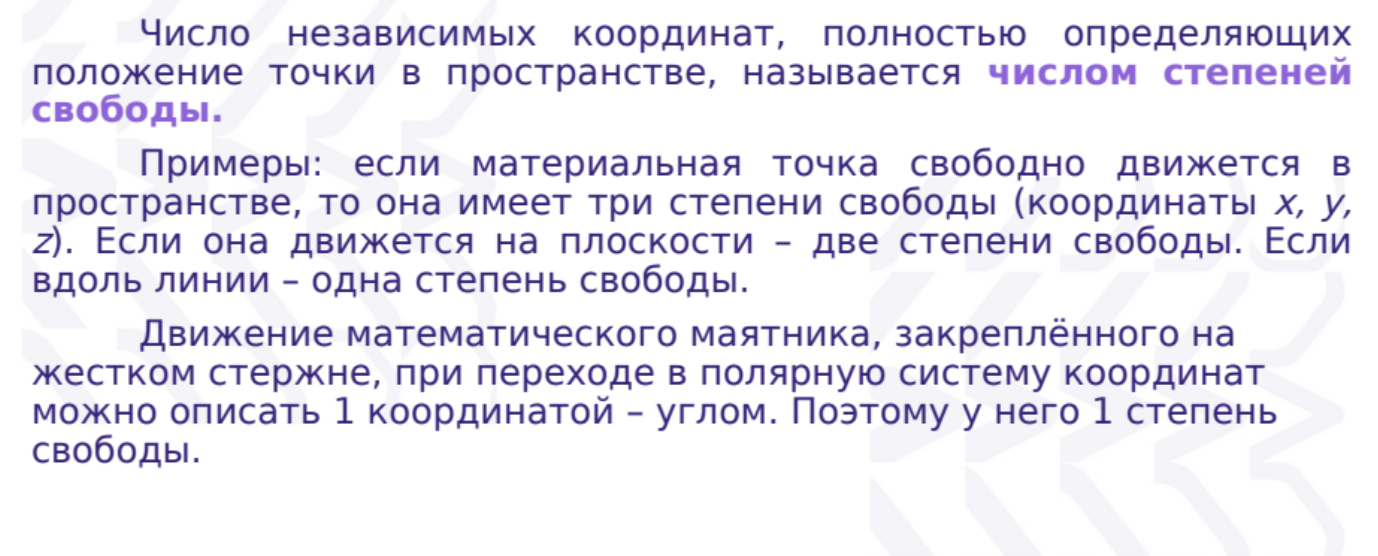 Число независимых координат, полностью определяющих
положение точки в пространстве, называется числом степеней
свободы.
Примеры: если материальная точка свободно движется в
пространстве, то она имеет три степени свободы (координаты x, y,
z). Если она движется на плоскости – две степени свободы. Если
вдоль линии – одна степень свободы.
Движение математического маятника, закреплённого на
жестком стержне, при переходе в полярную систему координат
можно описать 1 координатой – углом. Поэтому у него 1 степень
свободы.